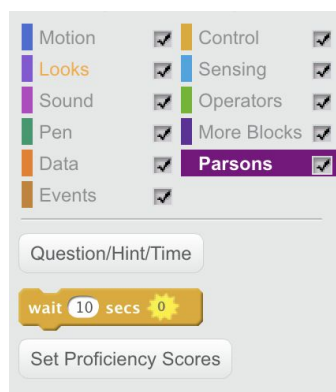 Motion
Control
Looks
Sensing
Sound
Operators
Pen
More Blocks
Data
Parsons
Events
Question/Hint/Time
wait 10 secs 0
Set Proficiency Scores